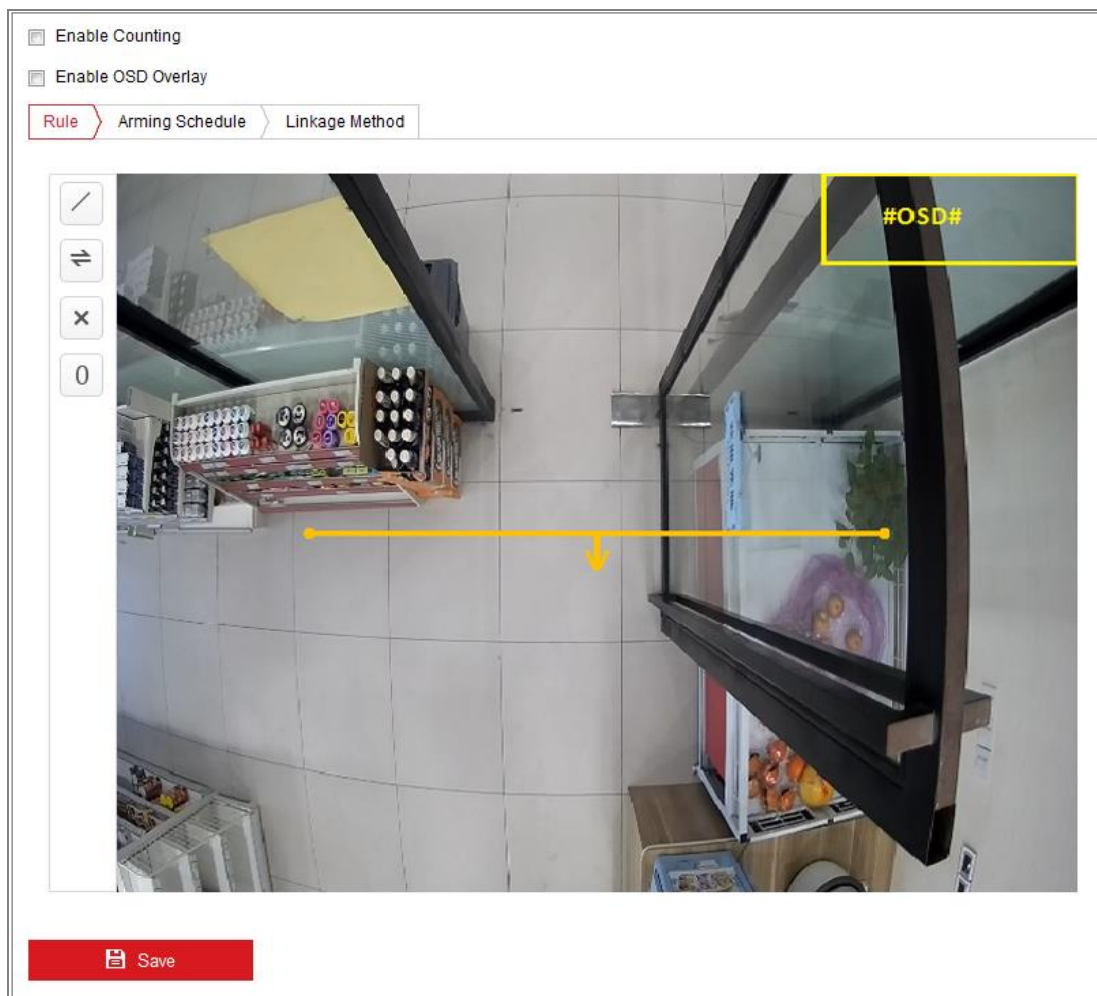 Enable Counting
Enable OSD Overlay
Rule
Arming Schedule
Linkage Method
#OSD#
0
Save